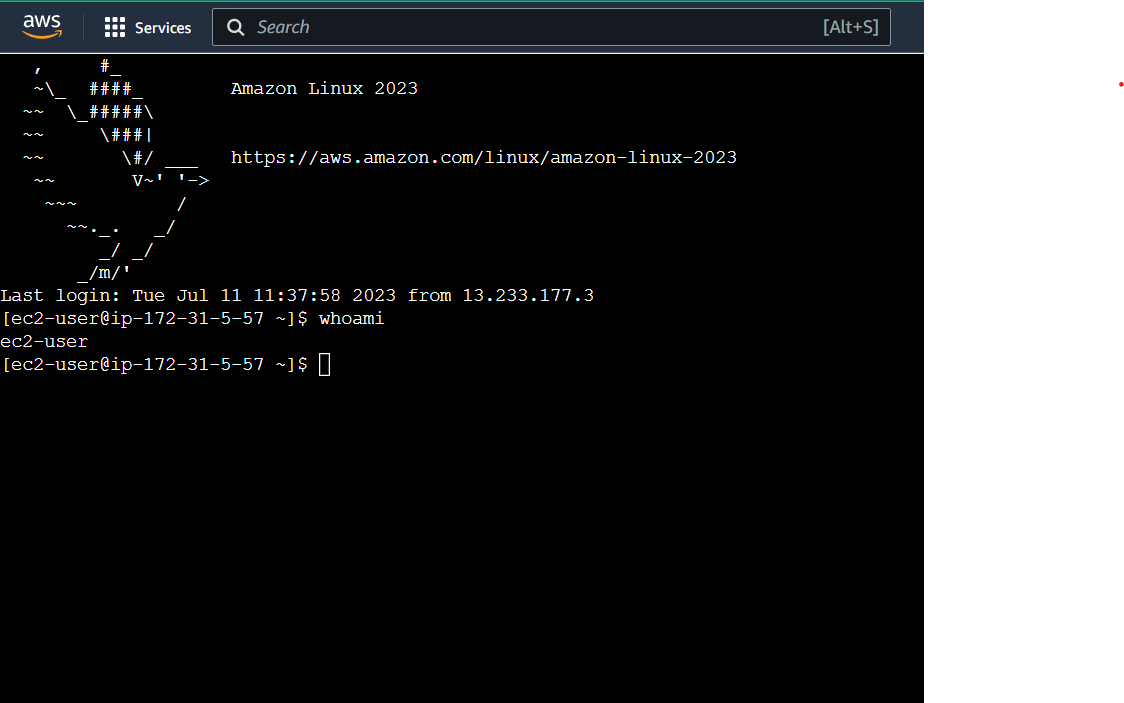 aws Services Search [Alt+S]
   ,     #_
   ~\_  ####_        Amazon Linux 2023
  ~~  \_#####\
  ~~     \###|
  ~~       \#/ ___   https://aws.amazon.com/linux/amazon-linux-2023
   ~~       V~' '->
    ~~~         /
      ~~._.   _/
         _/ _/
       _/m/'
Last login: Tue Jul 11 11:37:58 2023 from 13.233.177.3
[ec2-user@ip-172-31-5-57 ~]$ whoami
ec2-user
[ec2-user@ip-172-31-5-57 ~]$